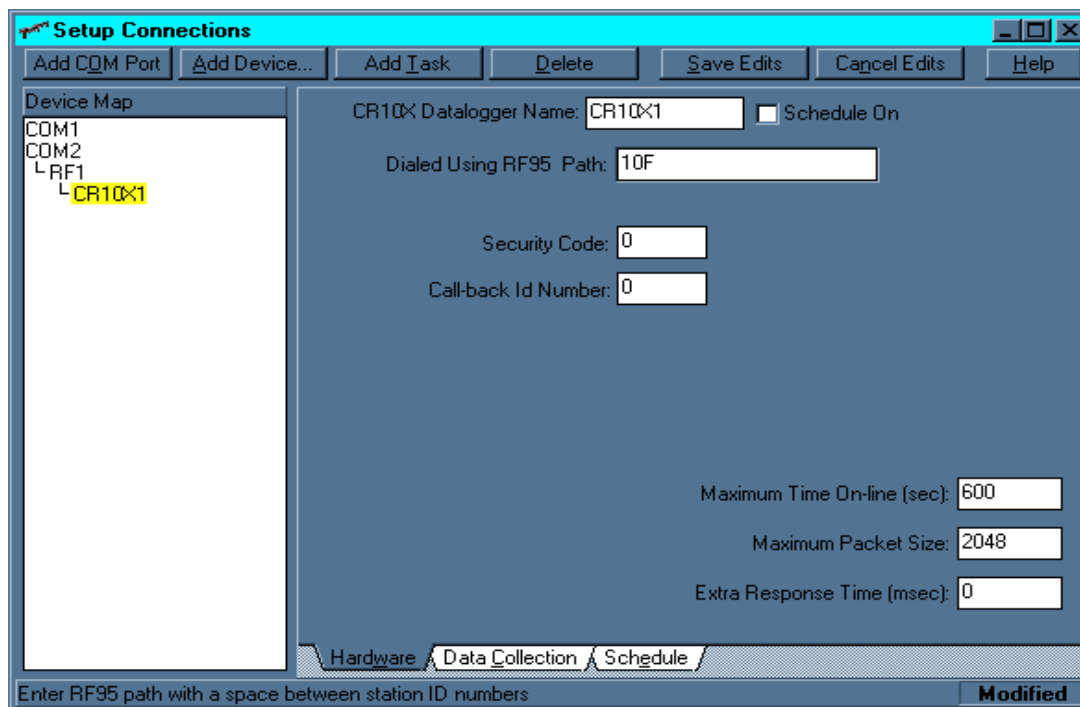 Setup Connections
Add COM Port Add Device... Add Task Delete Save Edits Cancel Edits Help
Device Map
COM1
COM2
RF1
CR10X1
CR10X Datalogger Name: CR10X1 Schedule On
Dialed Using RF95 Path: 10F
Security Code: 0
Call-back Id Number: 0
Maximum Time On-line (sec): 600
Maximum Packet Size: 2048
Extra Response Time (msec): 0
Hardware Data Collection Schedule
Enter RF95 path with a space between station ID numbers Modified